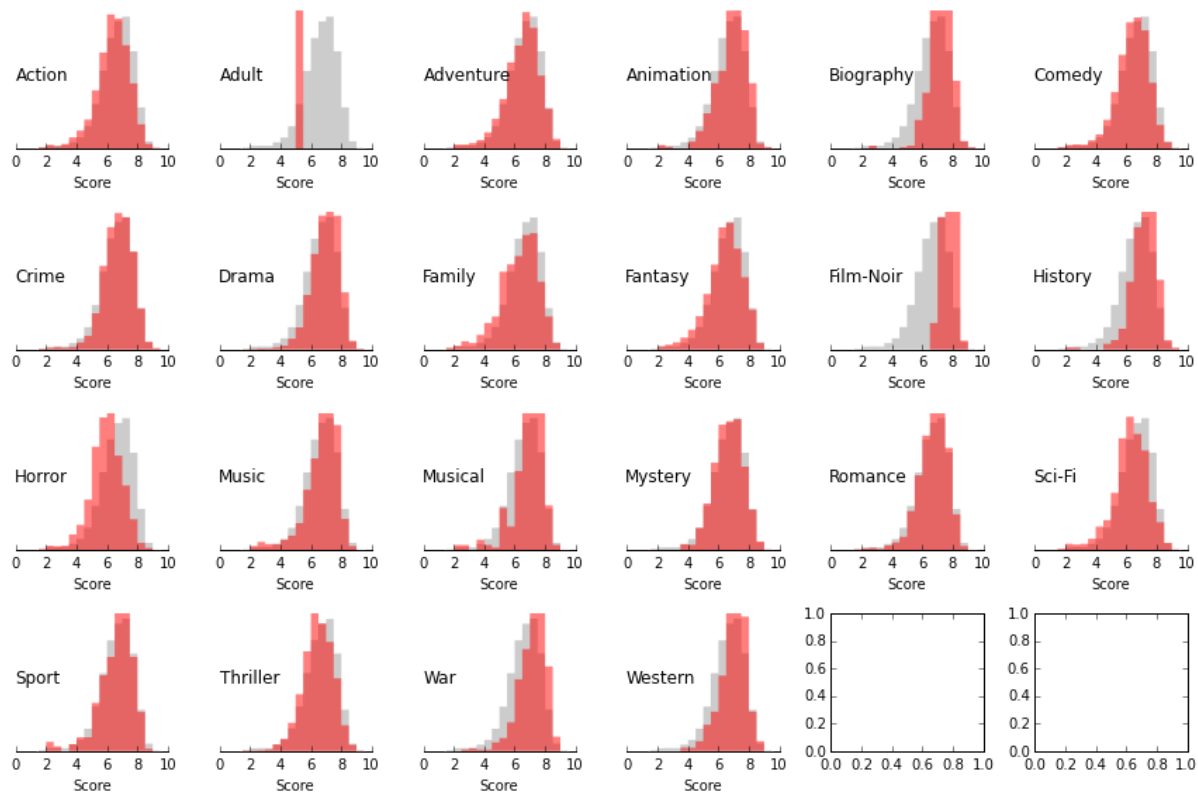 Action Adult Adventure Animation Biography Comedy
0 2 4 6 8 10 0 2 4 6 8 10 0 2 4 6 8 10 0 2 4 6 8 10 0 2 4 6 8 10 0 2 4 6 8 10
Score Score Score Score Score Score
Crime Drama Family Fantasy Film-Noir History
0 2 4 6 8 10 0 2 4 6 8 10 0 2 4 6 8 10 0 2 4 6 8 10 0 2 4 6 8 10 0 2 4 6 8 10
Score Score Score Score Score Score
Horror Music Musical Mystery Romance Sci-Fi
0 2 4 6 8 10 0 2 4 6 8 10 0 2 4 6 8 10 0 2 4 6 8 10 0 2 4 6 8 10 0 2 4 6 8 10
Score Score Score Score Score Score
1.0 1.0
0.8 0.8
Sport Thriller War Western
0.6 0.6
0.4 0.4
0.2 0.2
0.0 0.0
0 2 4 6 8 10 0 2 4 6 8 10 0 2 4 6 8 10 0 2 4 6 8 10 0.0 0.2 0.4 0.6 0.8 1.0 0.0 0.2 0.4 0.6 0.8 1.0
Score Score Score Score